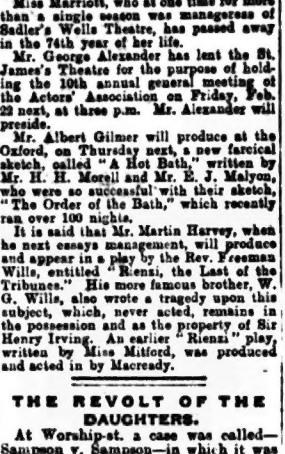 Miss Marriott, who at one time for more
than a single season was manageress of
Sadler's Wells Theatre, has passed away
in the 74th year of her life.
Mr. George Alexander has lent the St.
James's Theatre for the purpose of hold-
ing the 10th annual general meeting of
the Actors' Association on Friday, Feb.
22 next, at three p.m. Mr. Alexander will
preside.
Mr. Albert Gilmer will produce at the
Oxford, on Thursday next, a new farcical
sketch, called "A Hot Bath," written by
Mr. H. H. Morell and Mr. E. J. Malyon,
who were so successful with their sketch,
"The Order of the Bath," which recently
ran over 100 nights.
It is said that Mr. Martin Harvey, when
he next essays management, will produce
and appear in a play by the Rev. Freeman
Wills, entitled "Rienzi, the Last of the
Tribunes." His more famous brother, W.
G. Wills, also wrote a tragedy upon this
subject, which, never acted, remains in
the possession and as the property of Sir
Henry Irving. An earlier "Rienzi" play,
written by Miss Mitford, was produced
and acted in by Macready.
THE REVOLT OF THE
DAUGHTERS.
At Worship-st. a case was called—
Sampson v. Sampson—in which it was